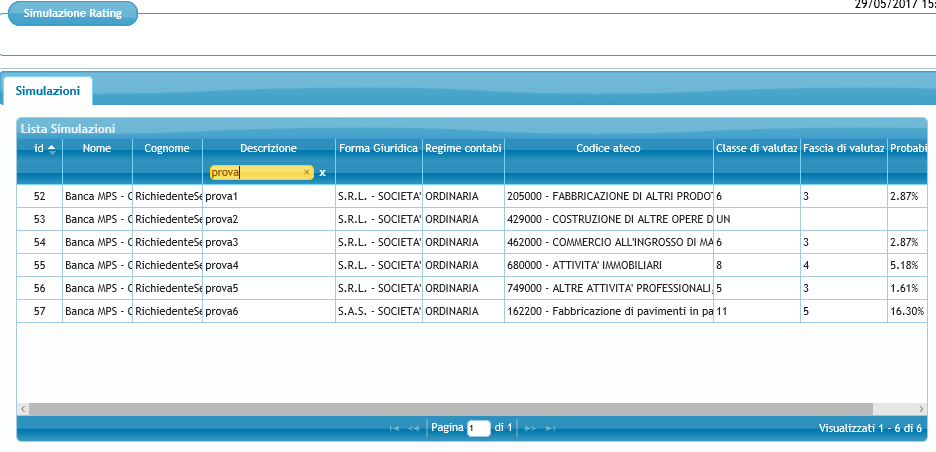 29/05/2017 15:
Simulazione Rating
Simulazioni
Lista Simulazioni
id Nome Cognome Descrizione Forma Giuridica Regime contabi Codice ateco Classe di valutaz Fascia di valutaz Probabi
prova × x
52 Banca MPS - C RichiedenteSe prova1 S.R.L. - SOCIETA' ORDINARIA 205000 - FABBRICAZIONE DI ALTRI PRODOT 6 3 2.87%
53 Banca MPS - C RichiedenteSe prova2 S.R.L. - SOCIETA' ORDINARIA 429000 - COSTRUZIONE DI ALTRE OPERE D UN
54 Banca MPS - C RichiedenteSe prova3 S.R.L. - SOCIETA' ORDINARIA 462000 - COMMERCIO ALL'INGROSSO DI MA 6 3 2.87%
55 Banca MPS - C RichiedenteSe prova4 S.R.L. - SOCIETA' ORDINARIA 680000 - ATTIVITA' IMMOBILIARI 8 4 5.18%
56 Banca MPS - C RichiedenteSe prova5 S.R.L. - SOCIETA' ORDINARIA 749000 - ALTRE ATTIVITA' PROFESSIONALI, 5 3 1.61%
57 Banca MPS - C RichiedenteSe prova6 S.A.S. - SOCIETA' ORDINARIA 162200 - Fabbricazione di pavimenti in pa 11 5 16.30%
Pagina 1 di 1 Visualizzati 1 - 6 di 6